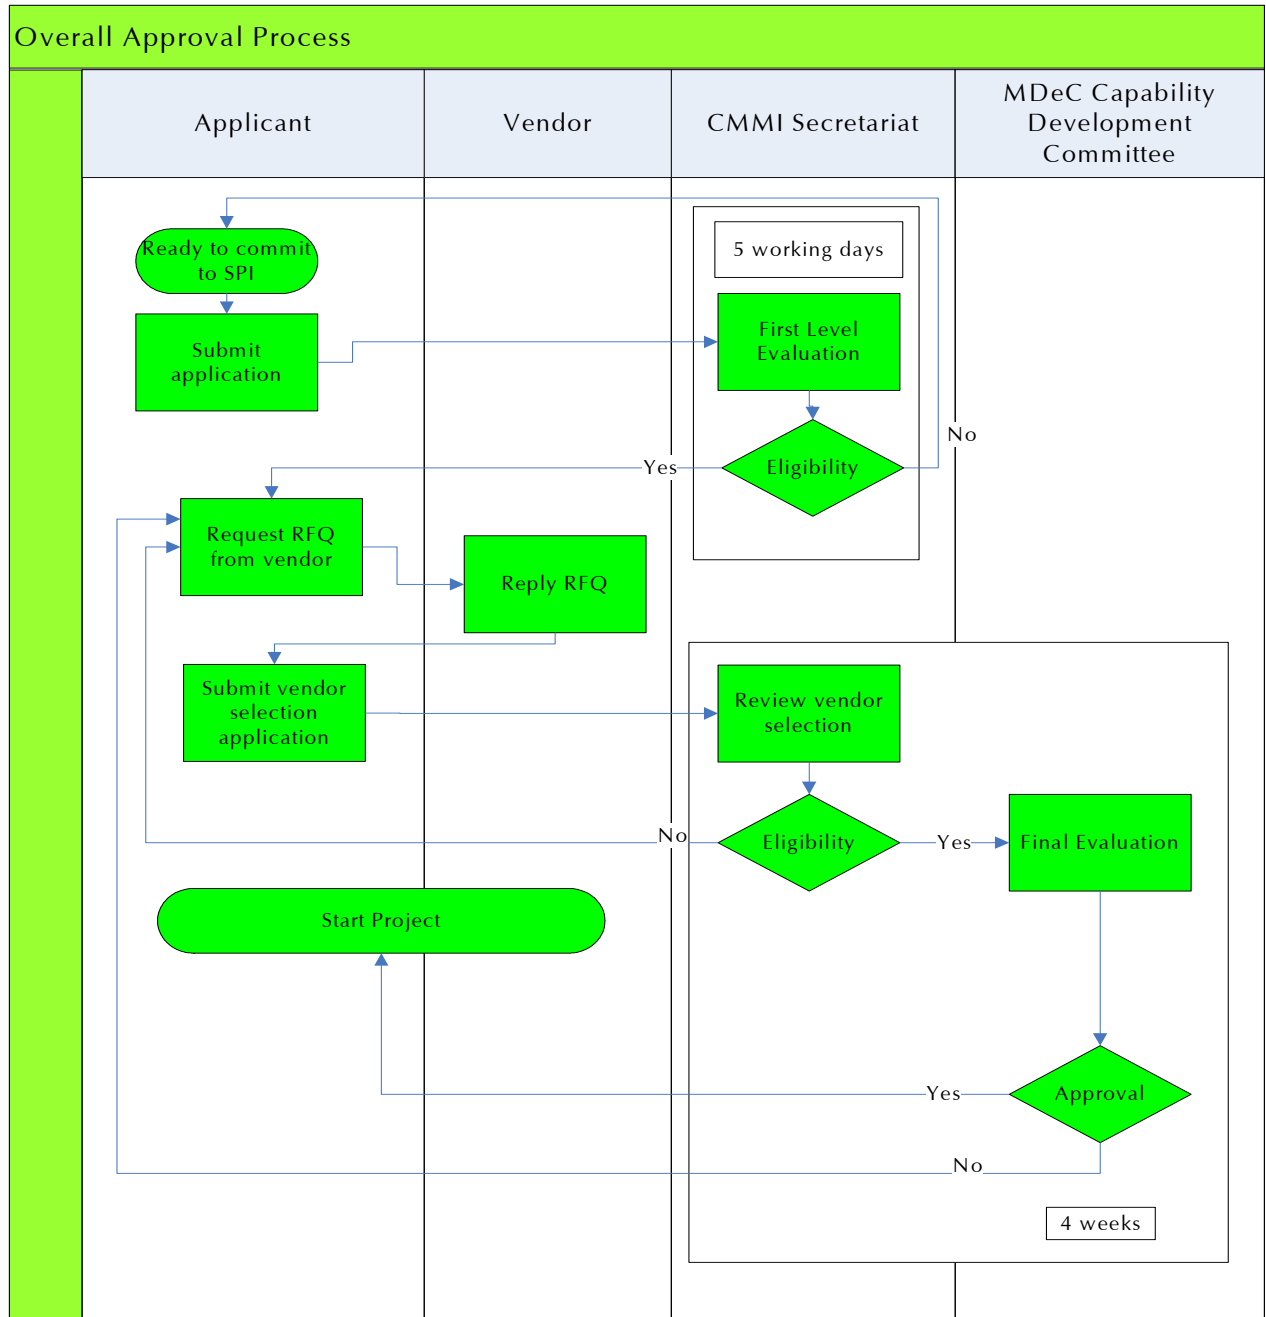 Overall Approval Process
Applicant
Vendor
CMMI Secretariat
MDeC Capability
Development
Committee
Ready to commit
to SPI
5 working days
Submit
application
First Level
Evaluation
No
Yes
Eligibility
Request RFQ
from vendor
Reply RFQ
Submit vendor
selection
application
Review vendor
selection
No
Eligibility
Yes
Final Evaluation
Start Project
Yes
Approval
No
4 weeks